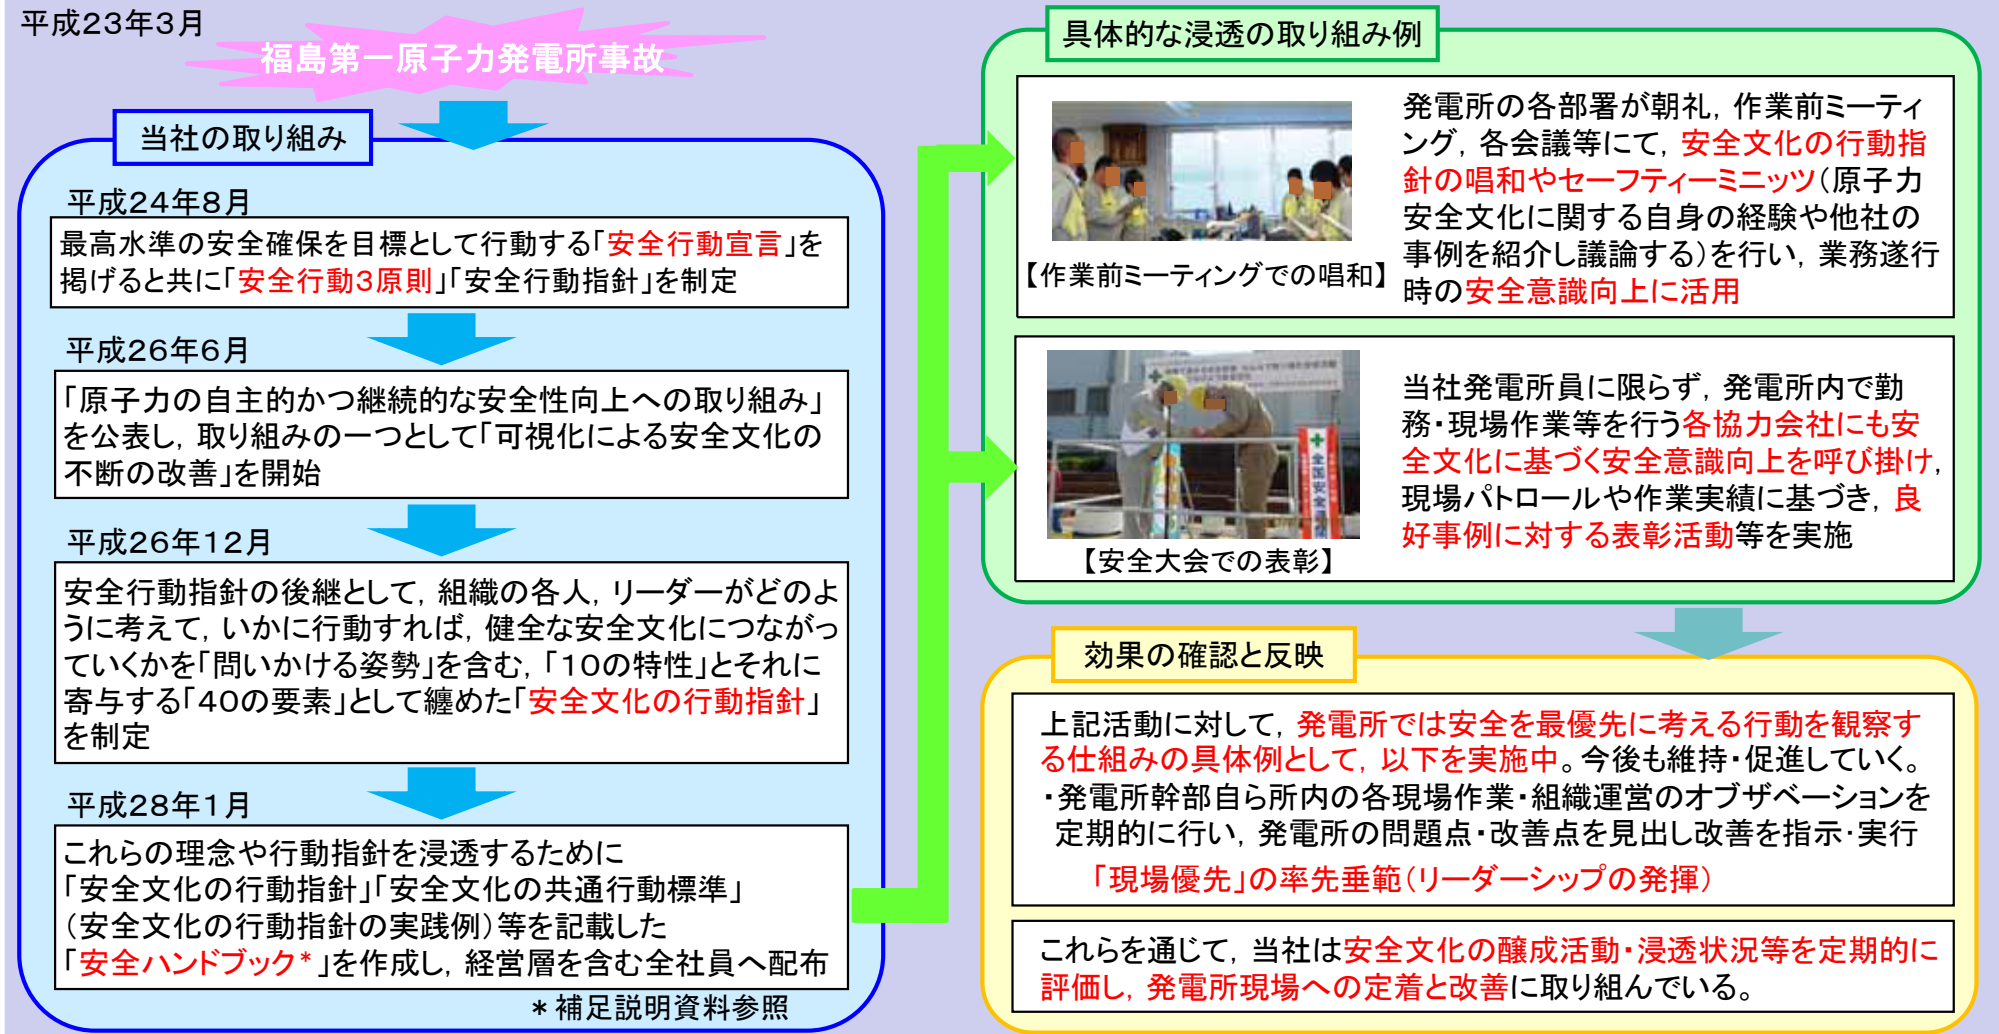 平成23年3月
福島第一原子力発電所事故
当社の取り組み
平成24年8月
最高水準の安全確保を目標として行動する「安全行動宣言」を
掲げると共に「安全行動3原則」「安全行動指針」を制定
平成26年6月
「原子力の自主的かつ継続的な安全性向上への取り組み」
を公表し,取り組みの一つとして「可視化による安全文化の
不断の改善」を開始
平成26年12月
安全行動指針の後継として,組織の各人,リーダーがどのよ
うに考えて,いかに行動すれば,健全な安全文化につながっ
ていくかを「問いかける姿勢」を含む,「10の特性」とそれに
寄与する「40の要素」として纏めた「安全文化の行動指針」
を制定
平成28年1月
これらの理念や行動指針を浸透するために
「安全文化の行動指針」「安全文化の共通行動標準」
(安全文化の行動指針の実践例)等を記載した
「安全ハンドブック*」を作成し,経営層を含む全社員へ配布
*補足説明資料参照
具体的な浸透の取り組み例
【作業前ミーティングでの唱和】
発電所の各部署が朝礼,作業前ミーティ
ング,各会議等にて,安全文化の行動指
針の唱和やセーフティーミニッツ(原子力
安全文化に関する自身の経験や他社の
事例を紹介し議論する)を行い,業務遂行
時の安全意識向上に活用
全国安全週間
【安全大会での表彰】
当社発電所員に限らず,発電所内で勤
務・現場作業等を行う各協力会社にも安
全文化に基づく安全意識向上を呼び掛け,
現場パトロールや作業実績に基づき,良
好事例に対する表彰活動等を実施
効果の確認と反映
上記活動に対して,発電所では安全を最優先に考える行動を観察す
る仕組みの具体例として,以下を実施中。今後も維持・促進していく。
・発電所幹部自ら所内の各現場作業・組織運営のオブザベーションを
定期的に行い,発電所の問題点・改善点を見出し改善を指示・実行
「現場優先」の率先垂範(リーダーシップの発揮)
これらを通じて,当社は安全文化の醸成活動・浸透状況等を定期的に
評価し,発電所現場への定着と改善に取り組んでいる。